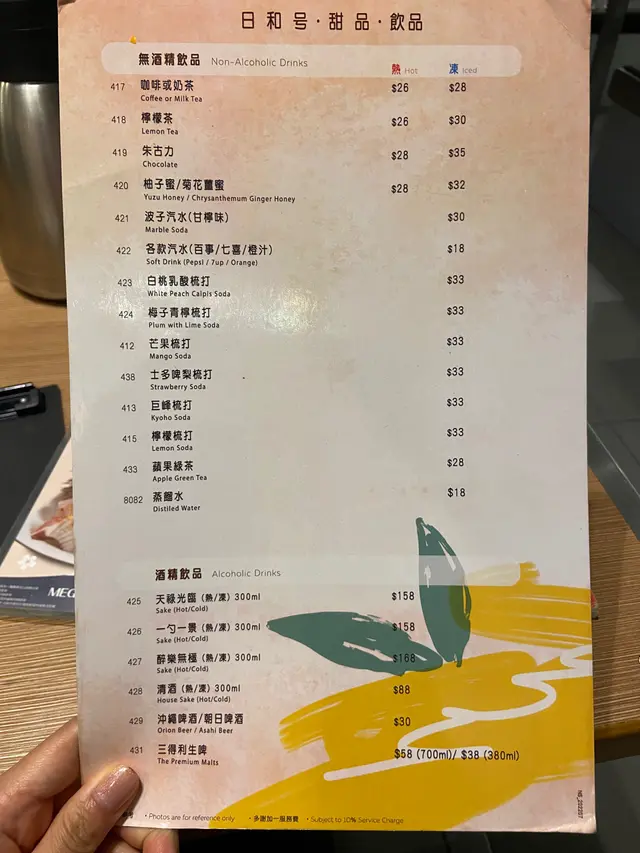 日和号・甜品・飲品
無酒精飲品 Non-Alcoholic Drinks
熱 Hot 凍 Iced
417 咖啡或奶茶 $26 $28
Coffee or Milk Tea
418 檸檬茶 $26 $30
Lemon Tea
419 朱古力 $28 $35
Chocolate
420 柚子蜜/菊花薑蜜 $28 $32
Yuzu Honey / Chrysanthemum Ginger Honey
421 波子汽水(甘檸味) $30
Marble Soda
422 各款汽水(百事/七喜/橙汁) $18
Soft Drink (Pepsi / 7up / Orange)
423 白桃乳酸梳打 $33
White Peach Calpis Soda
424 梅子青檸梳打 $33
Plum with Lime Soda
412 芒果梳打 $33
Mango Soda
438 士多啤梨梳打 $33
Strawberry Soda
413 巨峰梳打 $33
Kyoho Soda
415 檸檬梳打 $33
Lemon Soda
433 蘋果綠茶 $28
Apple Green Tea
8082 蒸餾水 $18
Distiled Water
酒精飲品 Alcoholic Drinks
425 天祿光臨 (熱/凍) 300ml $158
Sake (Hot/Cold)
426 一勺一景 (熱/凍) 300ml $158
Sake (Hot/Cold)
427 醉樂無極 (熱/凍) 300ml $168
Sake (Hot/Cold)
428 清酒 (熱/凍) 300ml $88
House Sake (Hot/Cold)
429 沖繩啤酒/朝日啤酒 $30
Orion Beer / Asahi Beer
431 三得利生啤 $58 (700ml)/ $38 (380ml)
The Premium Malts
• Photos are for reference only • 多謝加一服務費 • Subject to 10% Service Charge